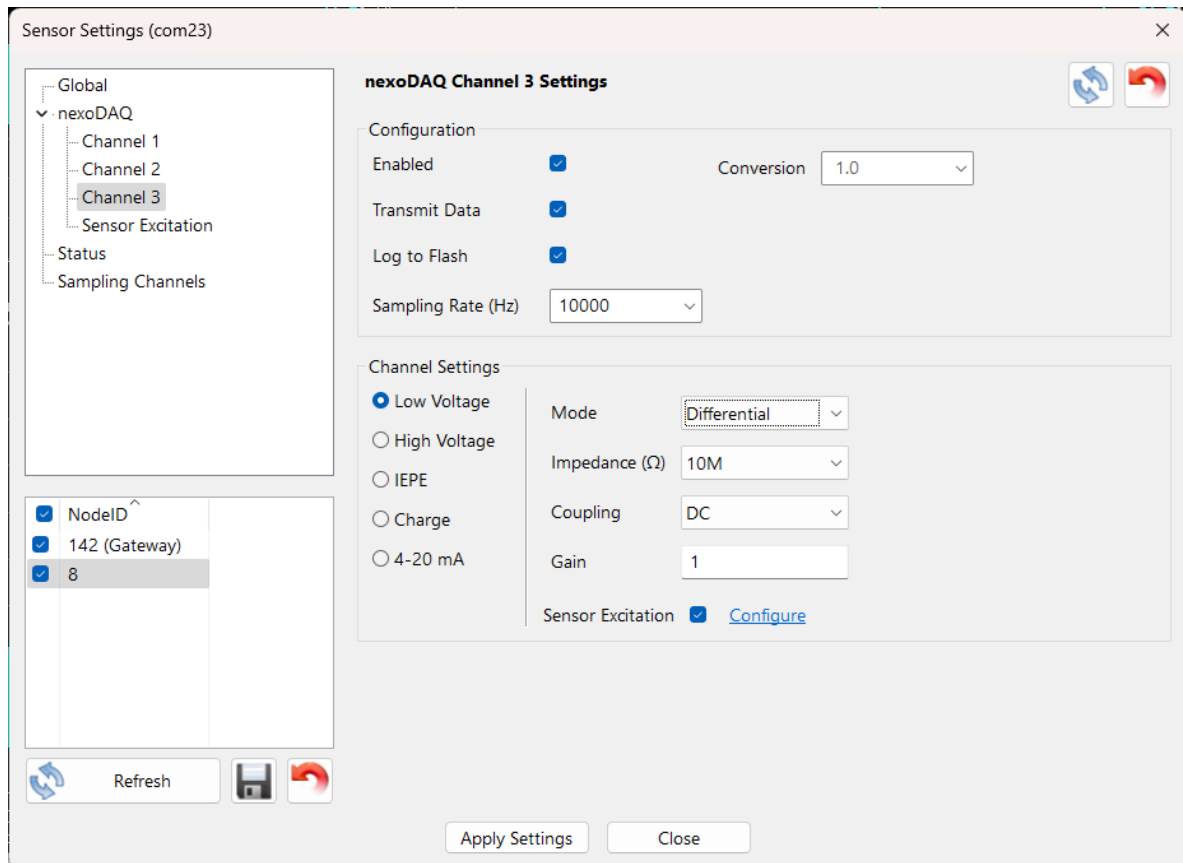 Sensor Settings (com23)
Global
nexoDAQ
Channel 1
Channel 2
Channel 3
Sensor Excitation
Status
Sampling Channels
NodeID
142 (Gateway)
8
Refresh
nexoDAQ Channel 3 Settings
Configuration
Enabled
Conversion 1.0
Transmit Data
Log to Flash
Sampling Rate (Hz) 10000
Channel Settings
Low Voltage
High Voltage
IEPE
Charge
4-20 mA
Mode Differential
Impedance (Ω) 10M
Coupling DC
Gain 1
Sensor Excitation Configure
Apply Settings Close